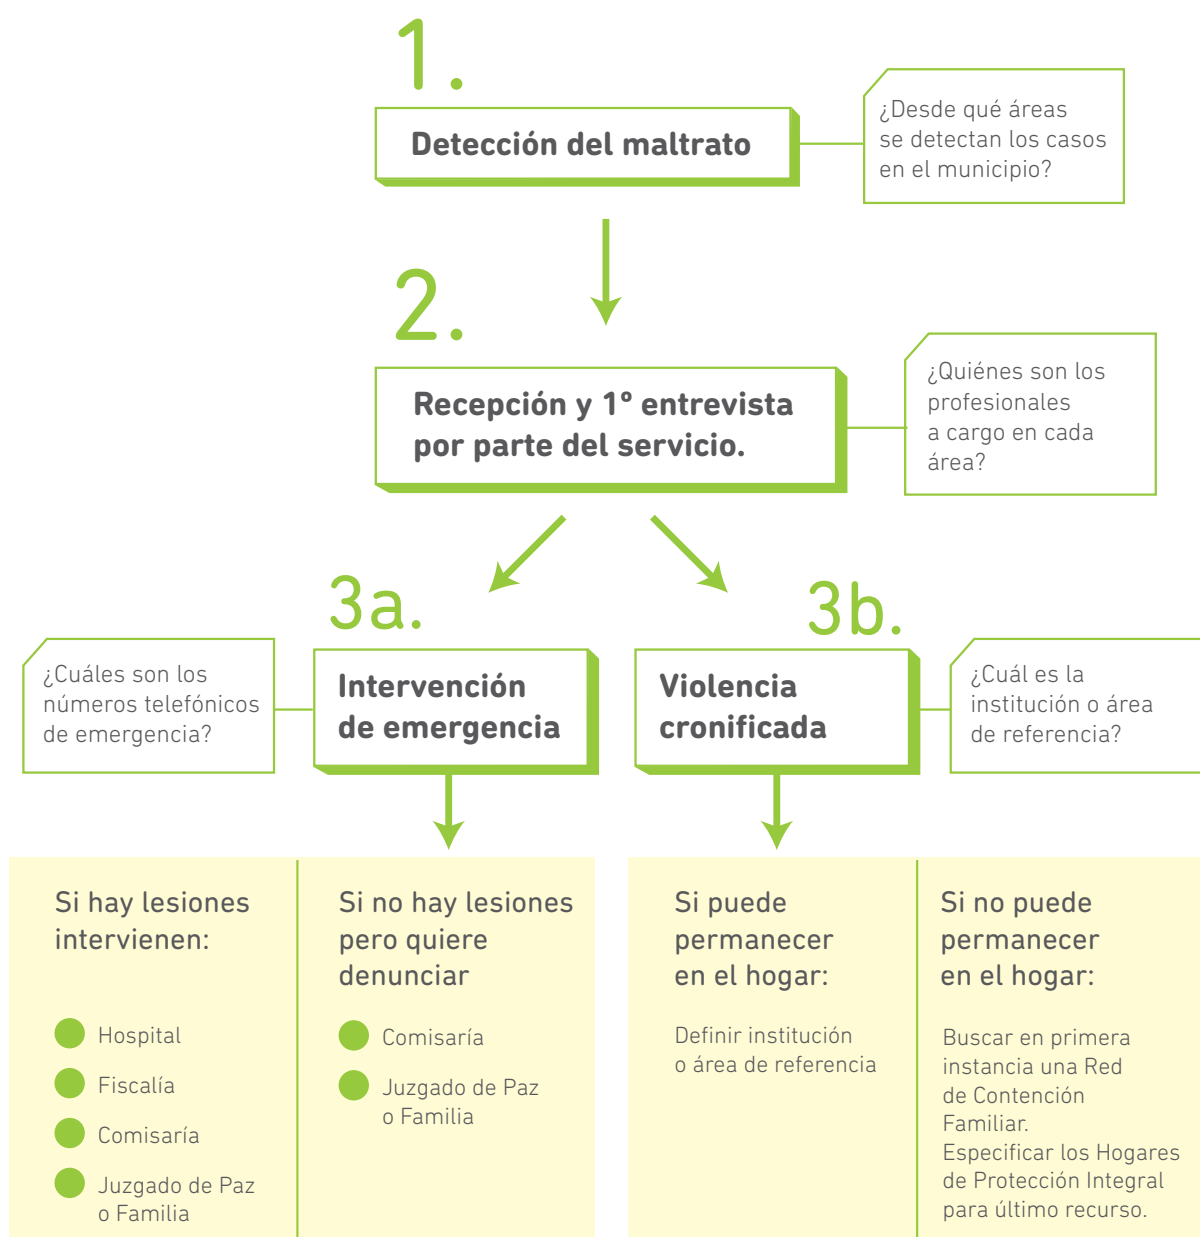 1.
Detección del maltrato
¿Desde qué áreas
se detectan los casos
en el municipio?
2.
Recepción y 1º entrevista
por parte del servicio.
¿Quiénes son los
profesionales
a cargo en cada
área?
3a.
Intervención
de emergencia
¿Cuáles son los
números telefónicos
de emergencia?
3b.
Violencia
cronificada
¿Cuál es la
institución o área
de referencia?
Si hay lesiones
intervienen:
Hospital
Fiscalía
Comisaría
Juzgado de Paz
o Familia
Si no hay lesiones
pero quiere
denunciar
Comisaría
Juzgado de Paz
o Familia
Si puede
permanecer
en el hogar:
Definir institución
o área de referencia
Si no puede
permanecer
en el hogar:
Buscar en primera
instancia una Red
de Contención
Familiar.
Especificar los Hogares
de Protección Integral
para último recurso.